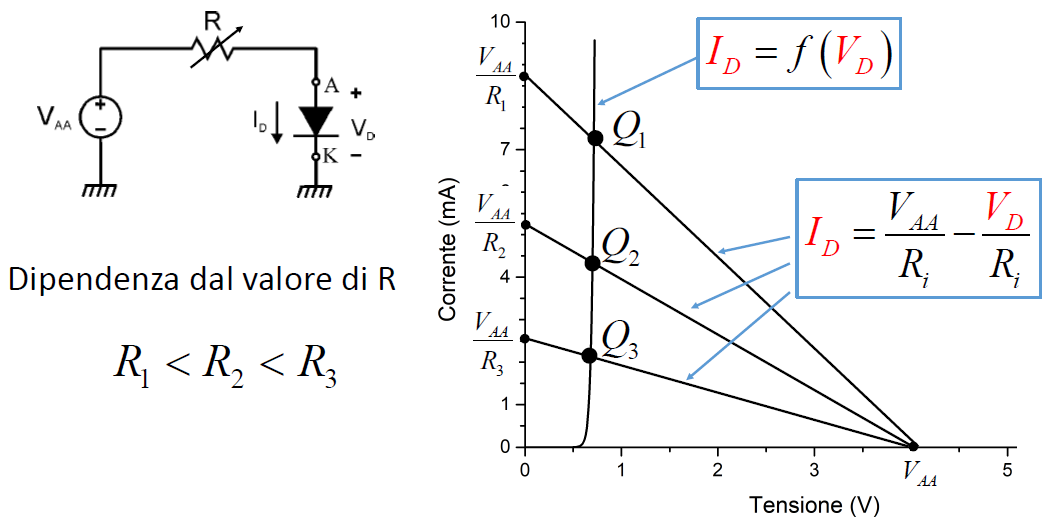 R
V_AA
+
−
I_D
A
+
V_D
K
−
Dipendenza dal valore di R
R_1 < R_2 < R_3
Corrente (mA)
10
7
4
1
0
V_AA/R_1
V_AA/R_2
V_AA/R_3
I_D = f(V_D)
Q_1
Q_2
Q_3
I_D = V_AA/R_i − V_D/R_i
0
1
2
3
V_AA
5
Tensione (V)